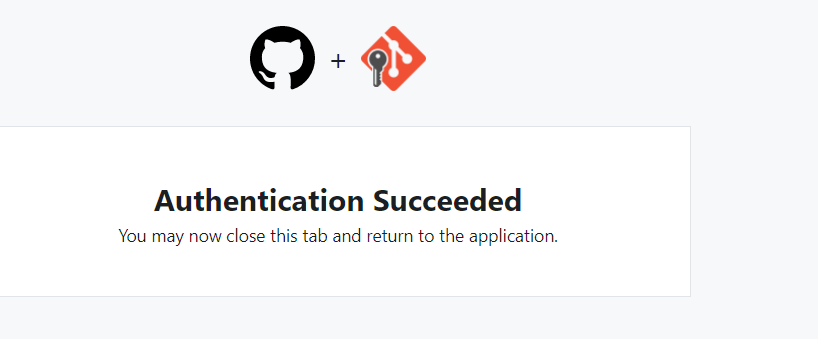 +
Authentication Succeeded
You may now close this tab and return to the application.